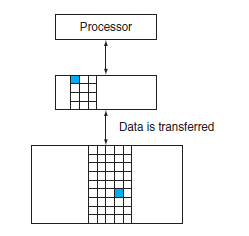 Processor
Data is transferred